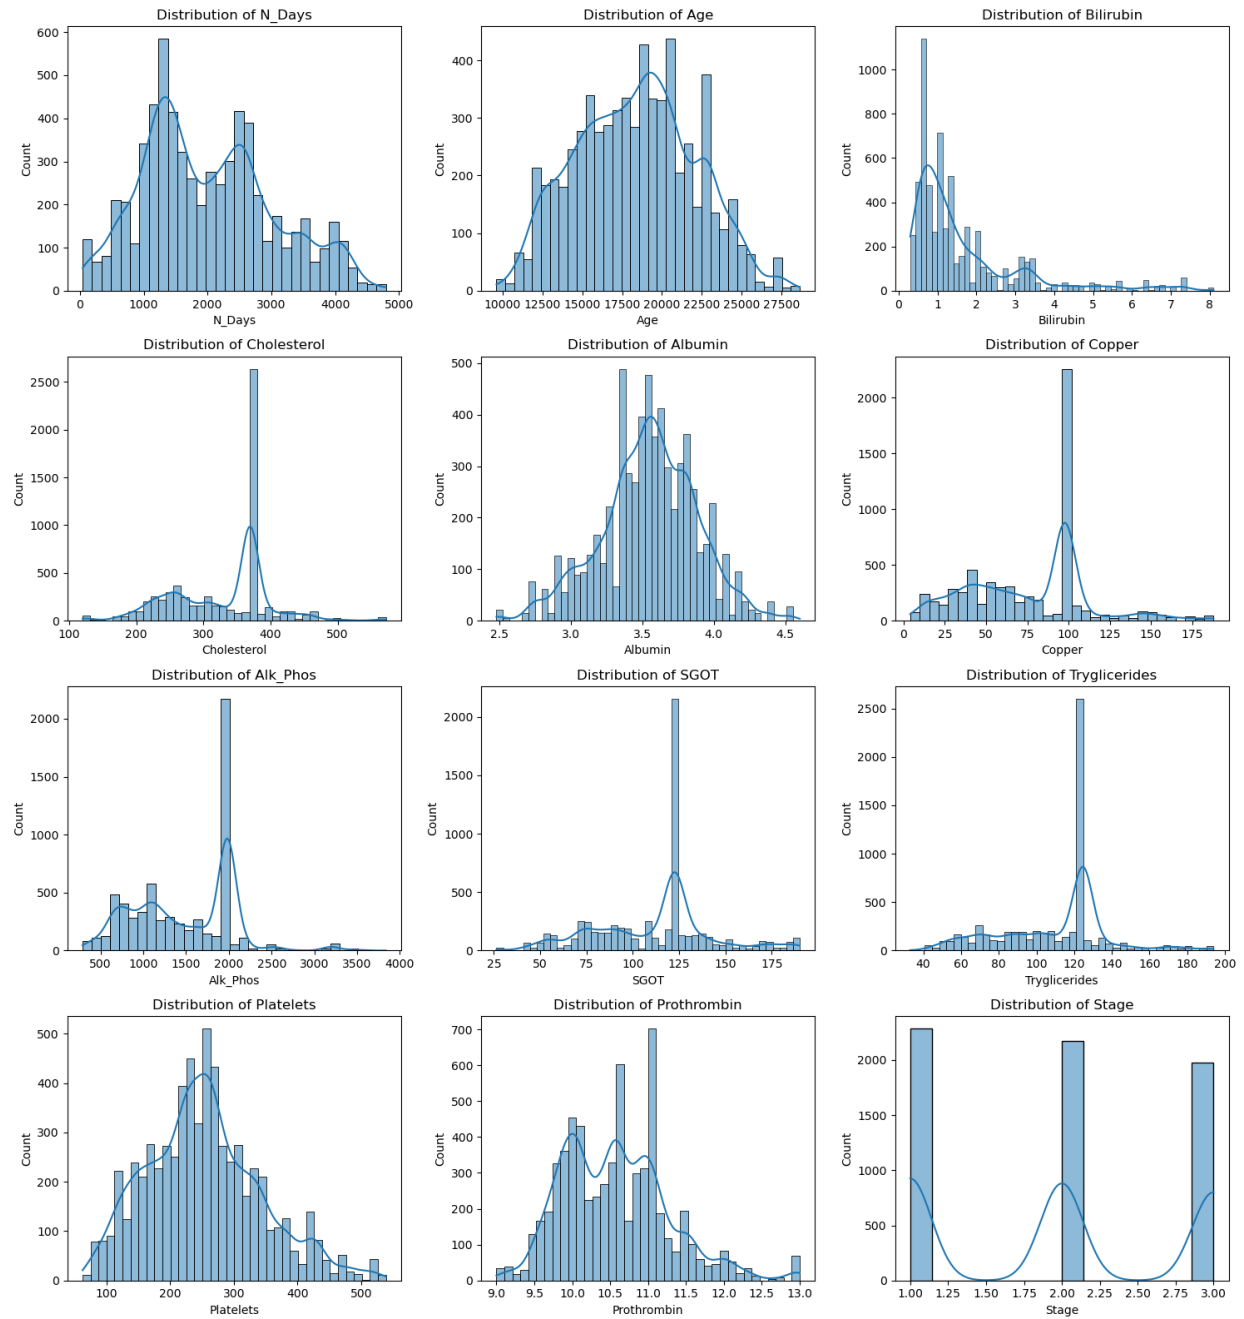 Distribution of N_Days
Distribution of Age
Distribution of Bilirubin
Count
600
500
400
300
200
100
0
0 1000 2000 3000 4000 5000
N_Days
Count
400
300
200
100
0
10000 12500 15000 17500 20000 22500 25000 27500
Age
Count
1000
800
600
400
200
0
0 1 2 3 4 5 6 7 8
Bilirubin
Distribution of Cholesterol
Distribution of Albumin
Distribution of Copper
Count
2500
2000
1500
1000
500
0
100 200 300 400 500
Cholesterol
Count
500
400
300
200
100
0
2.5 3.0 3.5 4.0 4.5
Albumin
Count
2000
1500
1000
500
0
0 25 50 75 100 125 150 175
Copper
Distribution of Alk_Phos
Distribution of SGOT
Distribution of Tryglicerides
Count
2000
1500
1000
500
0
500 1000 1500 2000 2500 3000 3500 4000
Alk_Phos
Count
2000
1500
1000
500
0
25 50 75 100 125 150 175
SGOT
Count
2500
2000
1500
1000
500
0
40 60 80 100 120 140 160 180 200
Tryglicerides
Distribution of Platelets
Distribution of Prothrombin
Distribution of Stage
Count
500
400
300
200
100
0
100 200 300 400 500
Platelets
Count
700
600
500
400
300
200
100
0
9.0 9.5 10.0 10.5 11.0 11.5 12.0 12.5 13.0
Prothrombin
Count
2000
1500
1000
500
0
1.00 1.25 1.50 1.75 2.00 2.25 2.50 2.75 3.00
Stage